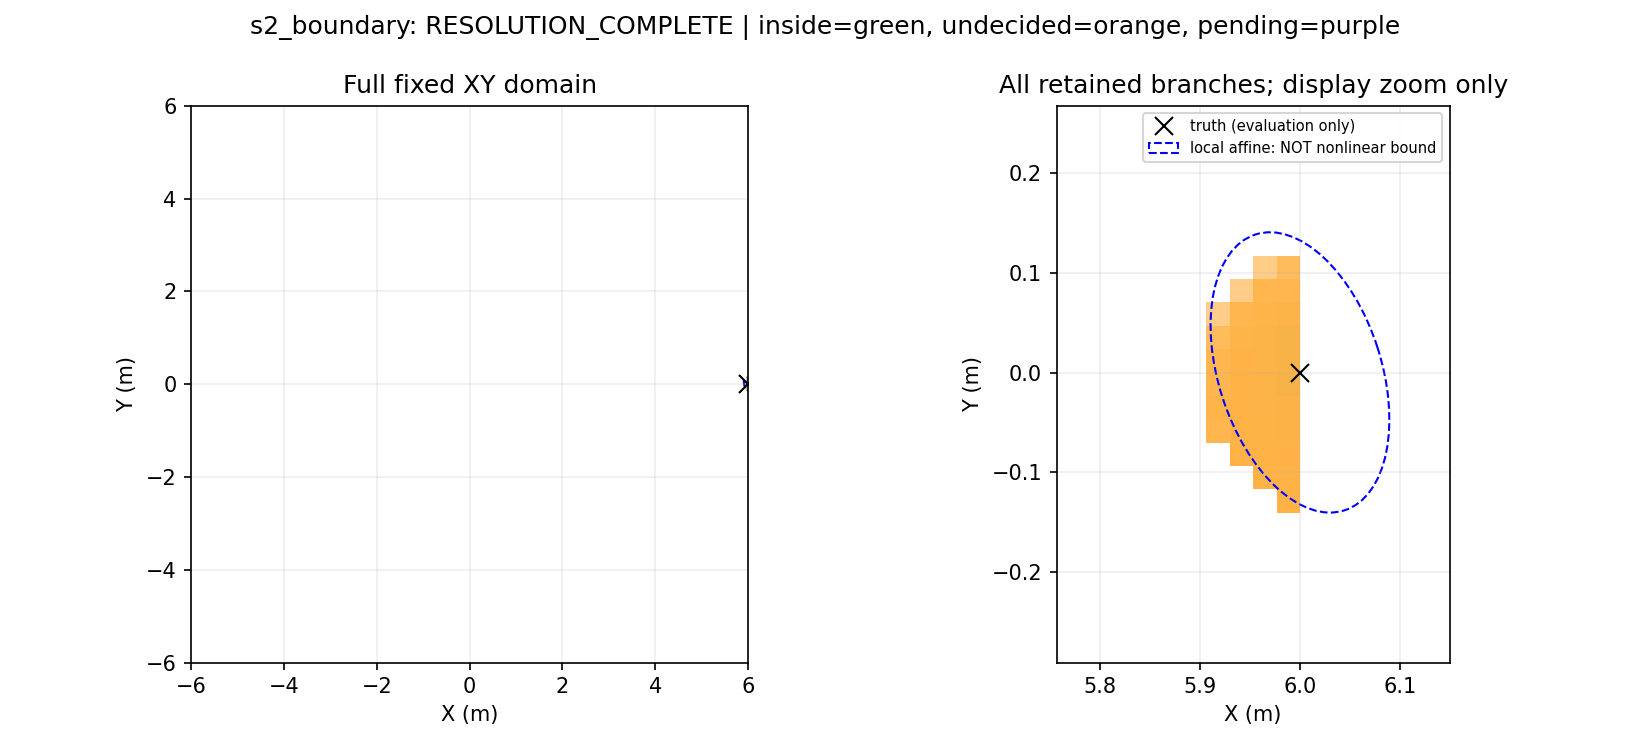 s2_boundary: RESOLUTION_COMPLETE | inside=green, undecided=orange, pending=purple
Full fixed XY domain
6
4
2
0
−2
−4
−6
Y (m)
−6 −4 −2 0 2 4 6
X (m)
All retained branches; display zoom only
truth (evaluation only)
local affine: NOT nonlinear bound
0.2
0.1
0.0
−0.1
−0.2
Y (m)
5.8 5.9 6.0 6.1
X (m)